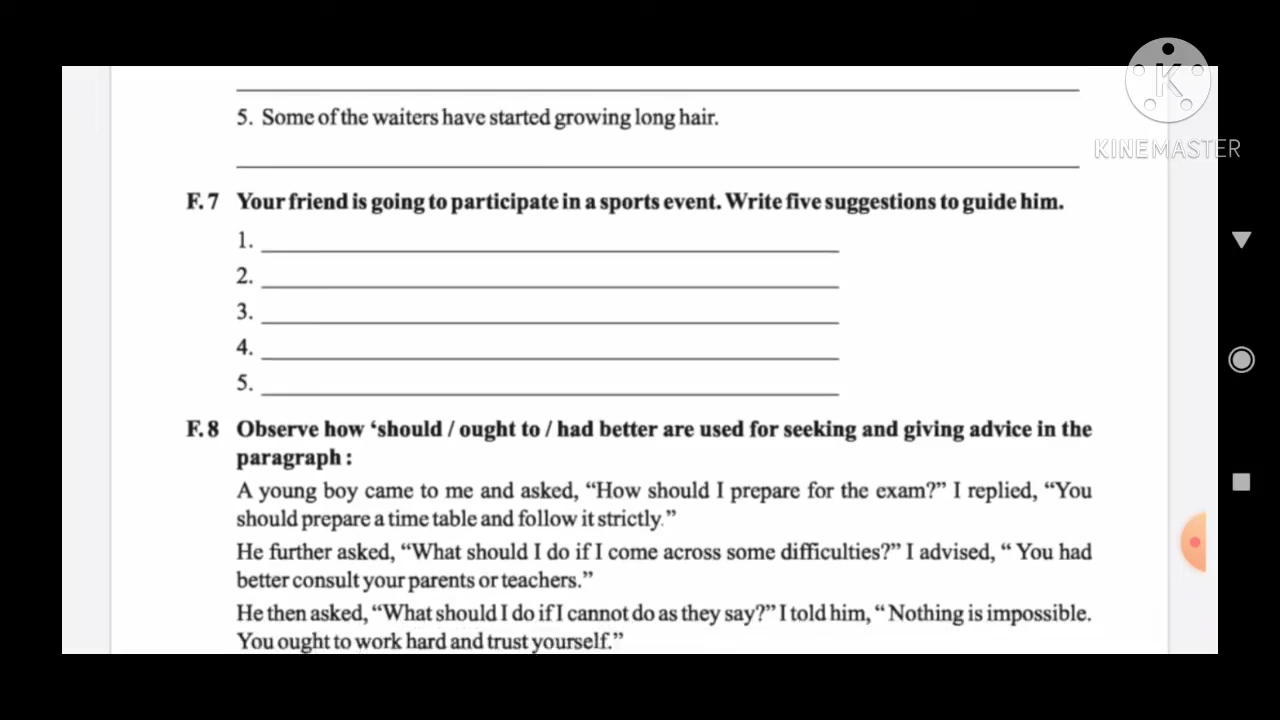 5. Some of the waiters have started growing long hair.
KINEMASTER
F.7 Your friend is going to participate in a sports event. Write five suggestions to guide him.
1.
2.
3.
4.
5.
F.8 Observe how ‘should / ought to / had better are used for seeking and giving advice in the
paragraph :
A young boy came to me and asked, “How should I prepare for the exam?” I replied, “You
should prepare a time table and follow it strictly.”
He further asked, “What should I do if I come across some difficulties?” I advised, “ You had
better consult your parents or teachers.”
He then asked, “What should I do if I cannot do as they say?” I told him, “ Nothing is impossible.
You ought to work hard and trust yourself.”